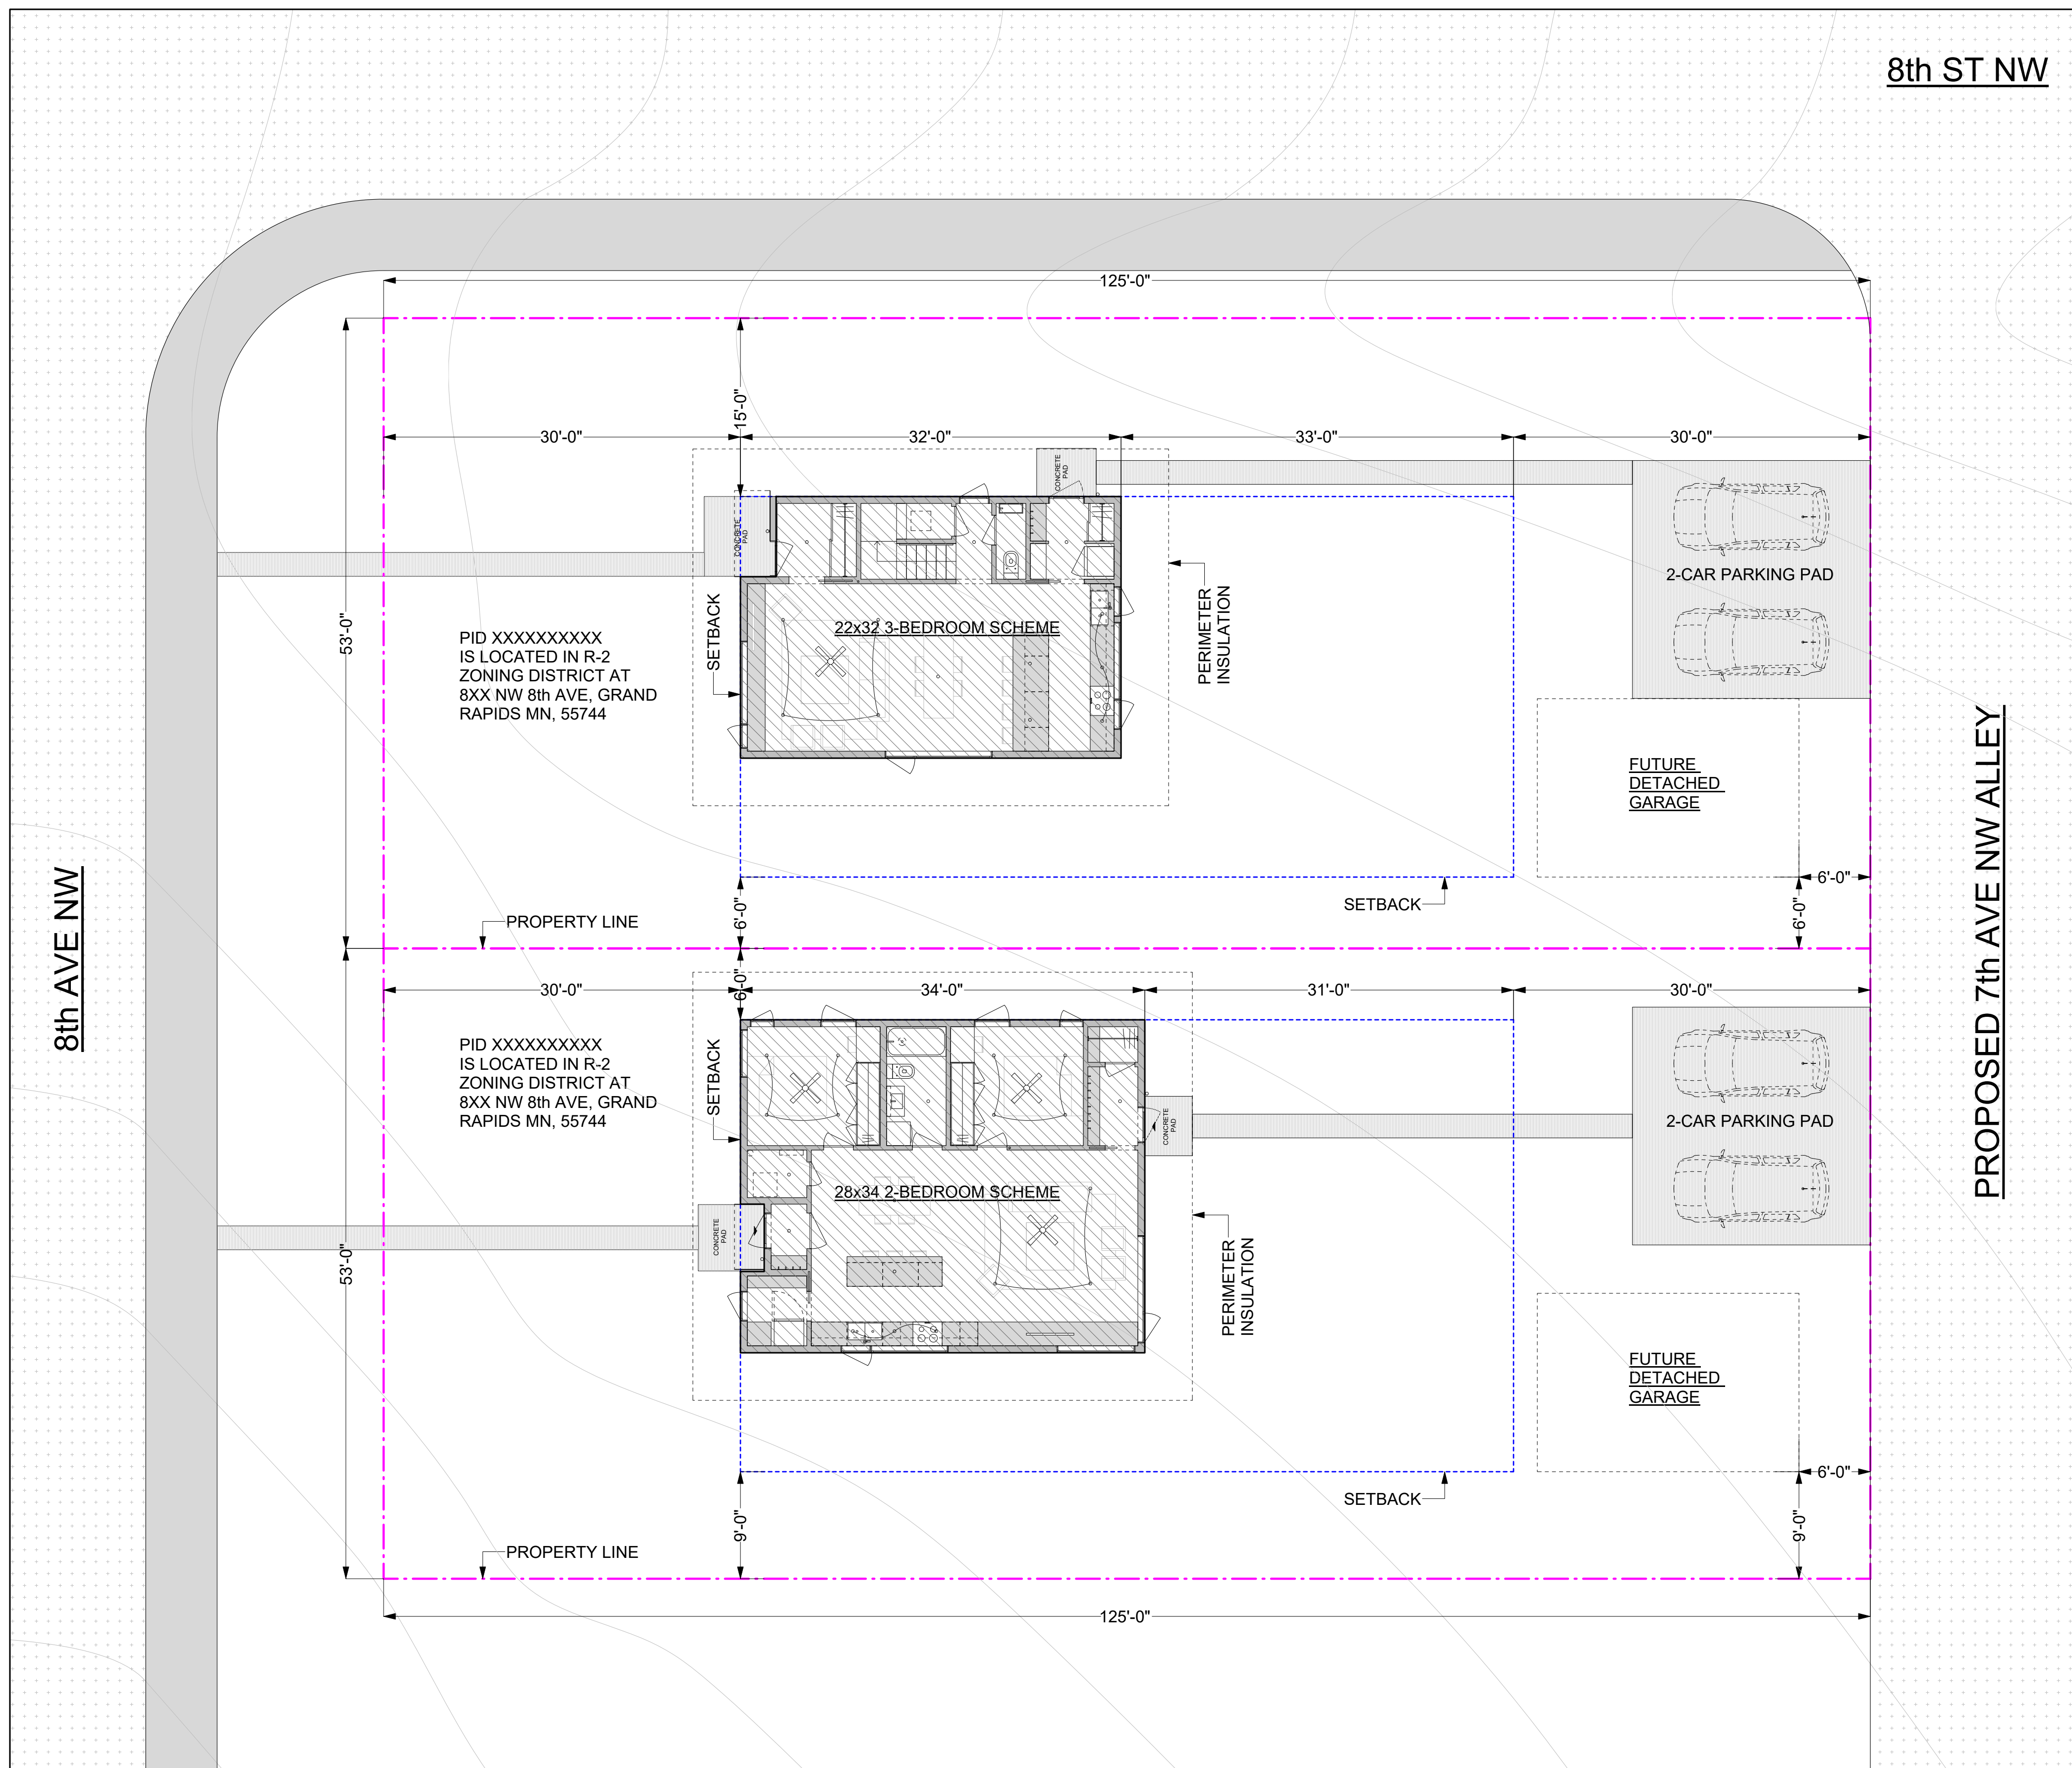 8th ST NW
125'-0"
15'-0"
30'-0"
32'-0"
33'-0"
30'-0"
53'-0"
CONCRETE
PAD
CONCRETE
PAD
2-CAR PARKING PAD
SETBACK
22x32 3-BEDROOM SCHEME
PERIMETER
INSULATION
PID XXXXXXXXXX
IS LOCATED IN R-2
ZONING DISTRICT AT
8XX NW 8th AVE, GRAND
RAPIDS MN, 55744
FUTURE
DETACHED
GARAGE
PROPOSED 7th AVE NW ALLEY
8th AVE NW
6'-0"
SETBACK
6'-0"
6'-0"
PROPERTY LINE
6'-0"
30'-0"
34'-0"
31'-0"
30'-0"
PID XXXXXXXXXX
IS LOCATED IN R-2
ZONING DISTRICT AT
8XX NW 8th AVE, GRAND
RAPIDS MN, 55744
SETBACK
CONCRETE
PAD
2-CAR PARKING PAD
28x34 2-BEDROOM SCHEME
CONCRETE
PAD
53'-0"
PERIMETER
INSULATION
FUTURE
DETACHED
GARAGE
6'-0"
SETBACK
9'-0"
9'-0"
PROPERTY LINE
125'-0"